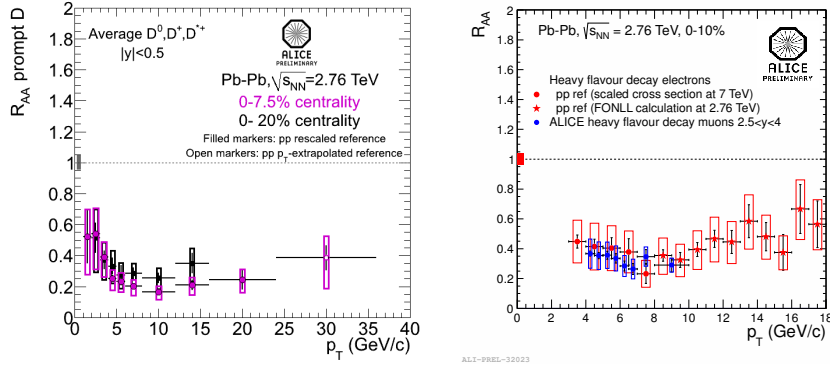 R_AA prompt D
2
1.8
1.6
1.4
1.2
1
0.8
0.6
0.4
0.2
0
Average D⁰,D⁺,D*⁺
|y|<0.5
ALICE
PRELIMINARY
Pb-Pb, √s_NN=2.76 TeV
0-7.5% centrality
0- 20% centrality
Filled markers: pp rescaled reference
Open markers: pp p_T-extrapolated reference
0 5 10 15 20 25 30 35 40
p_T (GeV/c)
R_AA
2
1.8
1.6
1.4
1.2
1
0.8
0.6
0.4
0.2
0
Pb-Pb, √s_NN = 2.76 TeV, 0-10%
ALICE
PRELIMINARY
Heavy flavour decay electrons
pp ref (scaled cross section at 7 TeV)
pp ref (FONLL calculation at 2.76 TeV)
ALICE heavy flavour decay muons 2.5<y<4
0 2 4 6 8 10 12 14 16 18
p_T (GeV/c)
ALI-PREL-32023